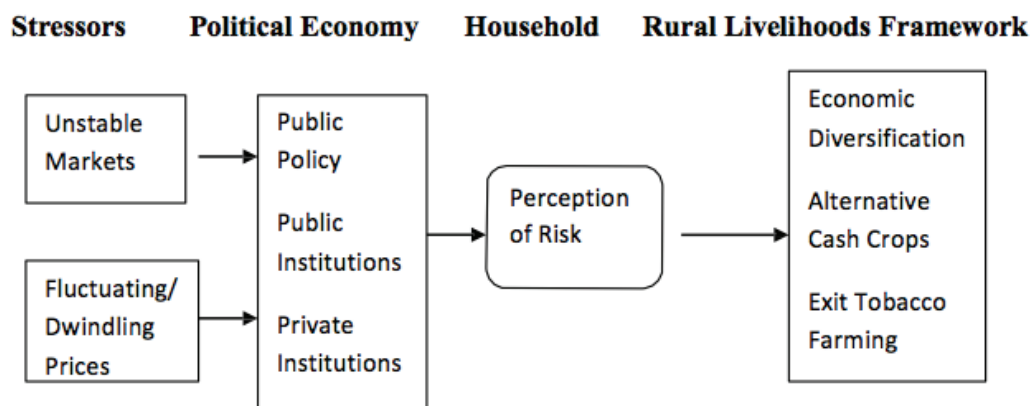 Stressors Political Economy Household Rural Livelihoods Framework
Unstable
Markets
Fluctuating/
Dwindling
Prices
Public
Policy
Public
Institutions
Private
Institutions
Perception
of Risk
Economic
Diversification
Alternative
Cash Crops
Exit Tobacco
Farming